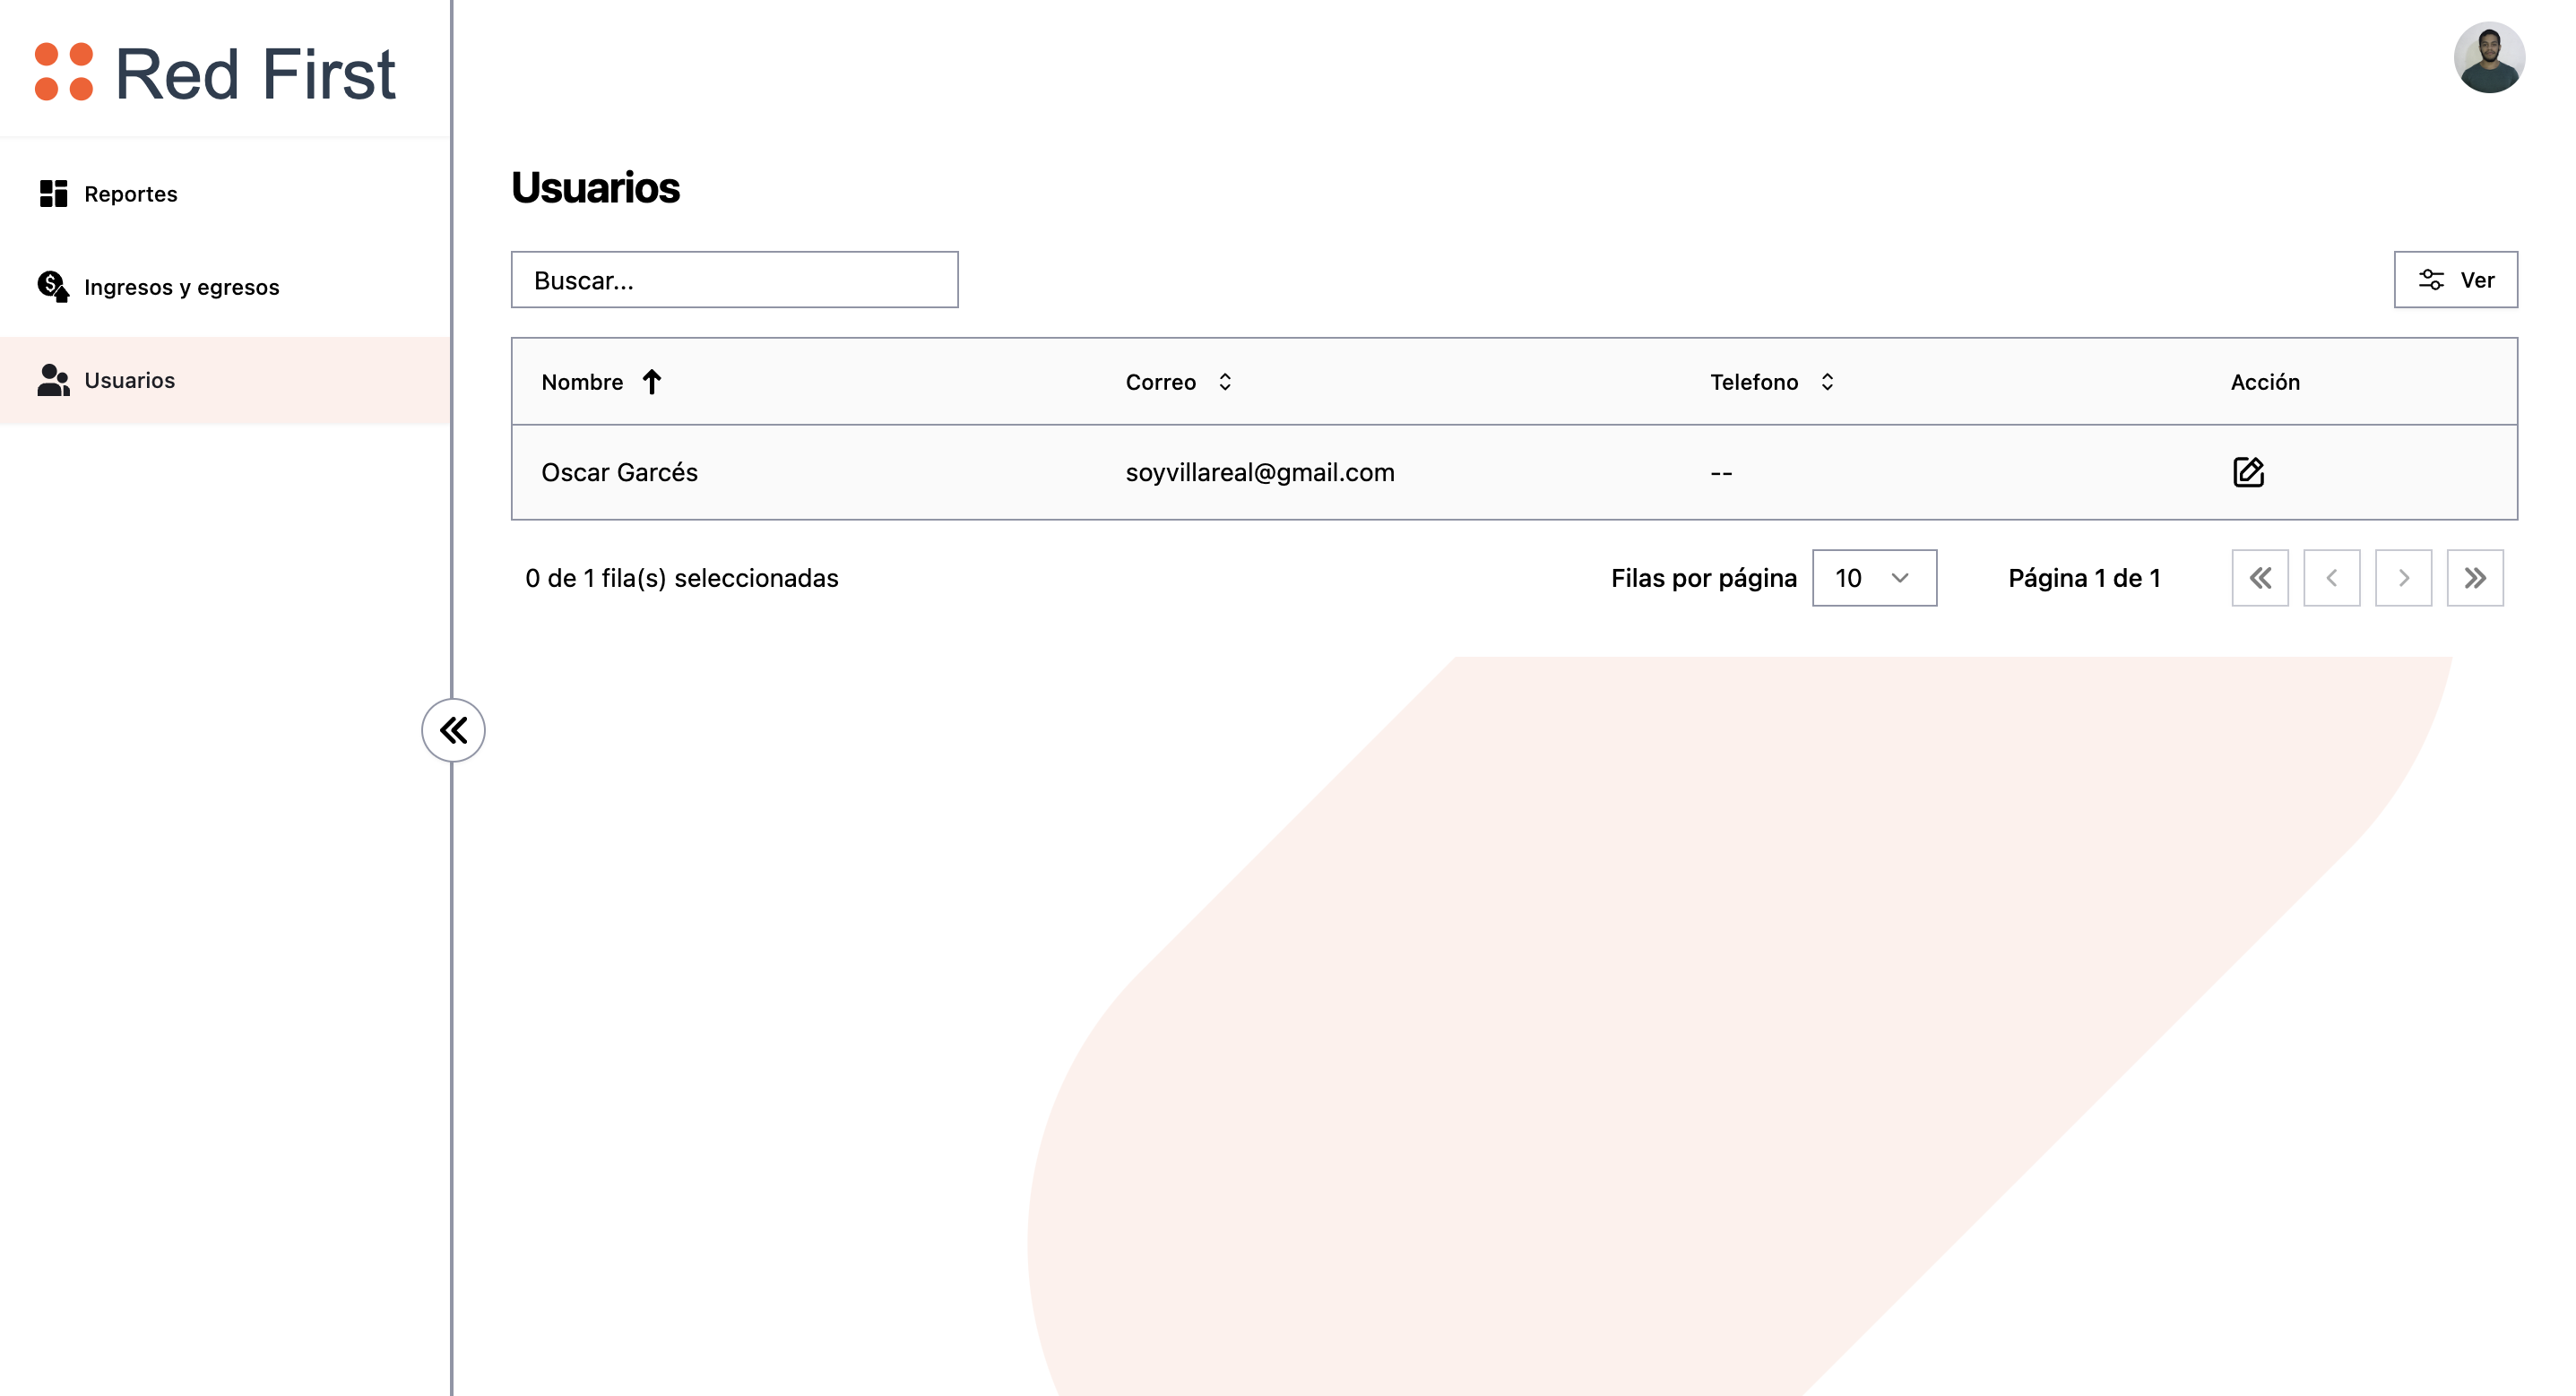 Red First
Reportes
Ingresos y egresos
Usuarios
Usuarios
Buscar...
Ver
Nombre Correo Telefono Acción
Oscar Garcés soyvillareal@gmail.com --
0 de 1 fila(s) seleccionadas Filas por página 10 Página 1 de 1